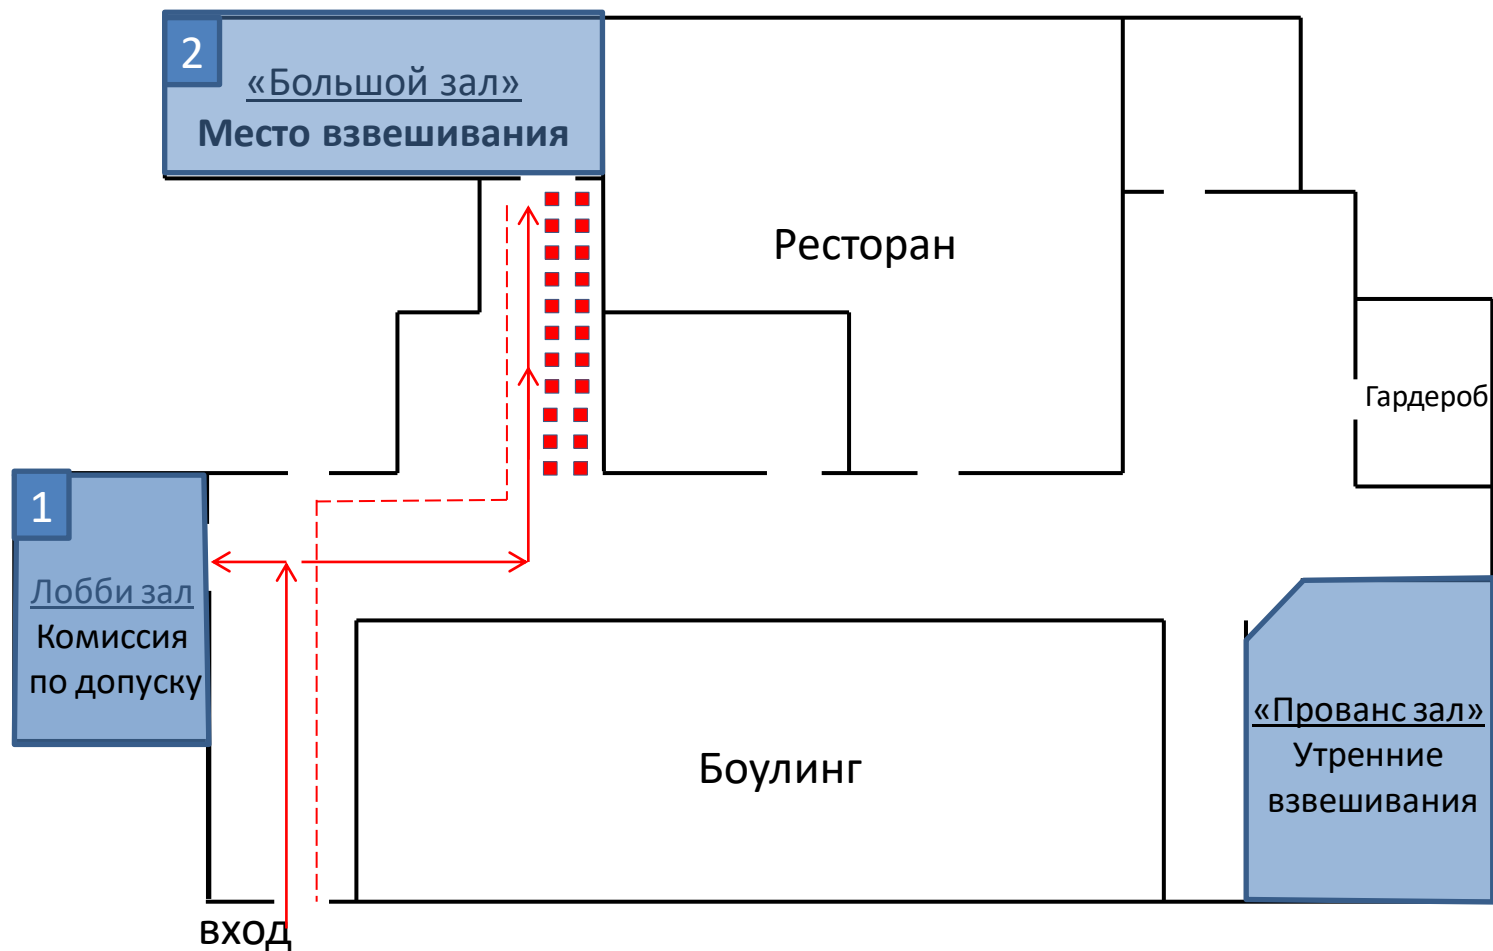 2
«Большой зал»
Место взвешивания
Ресторан
Гардероб
1
Лобби зал
Комиссия
по допуску
«Прованс зал»
Утренние
взвешивания
Боулинг
вход